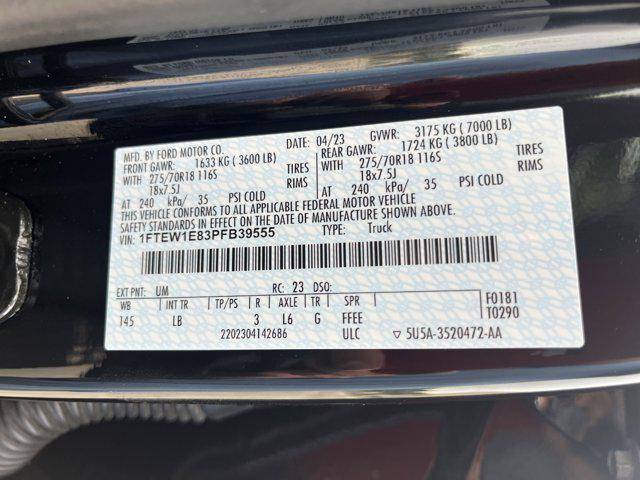 MFD. BY FORD MOTOR CO.
DATE: 04/23 GVWR: 3175 KG ( 7000 LB)
FRONT GAWR: 1633 KG ( 3600 LB)
REAR GAWR: 1724 KG ( 3800 LB)
WITH 275/70R18 116S TIRES
WITH 275/70R18 116S TIRES
18x7.5J RIMS
18x7.5J RIMS
AT 240 kPa/ 35 PSI COLD
AT 240 kPa/ 35 PSI COLD
THIS VEHICLE CONFORMS TO ALL APPLICABLE FEDERAL MOTOR VEHICLE
SAFETY AND THEFT PREVENTION STANDARDS IN EFFECT ON THE DATE OF MANUFACTURE SHOWN ABOVE.
VIN: 1FTEW1E83PFB39555 TYPE: Truck
EXT PNT: UM RC: 23 DSO:
WB INT TR TP/PS R AXLE TR SPR F0181
145 LB 3 L6 G FFEE T0290
2202304142686 ULC ▽ 5U5A-3520472-AA